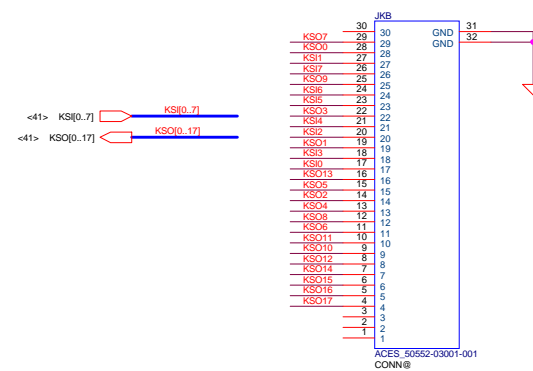 JKB
30 30 GND 31
KSO7 29 29 GND 32
KSO0 28 28
KSI1 27 27
KSI7 26 26
KSO9 25 25
KSI6 24 24
KSI5 23 23
KSO3 22 22
KSI4 21 21
KSI2 20 20
KSO1 19 19
KSI3 18 18
KSI0 17 17
KSO13 16 16
KSO5 15 15
KSO2 14 14
KSO4 13 13
KSO8 12 12
KSO6 11 11
KSO11 10 10
KSO10 9 9
KSO12 8 8
KSO14 7 7
KSO15 6 6
KSO16 5 5
KSO17 4 4
3 3
2 2
1 1
<41> KSI[0..7] KSI[0..7]
<41> KSO[0..17] KSO[0..17]
ACES_50552-03001-001
CONN@